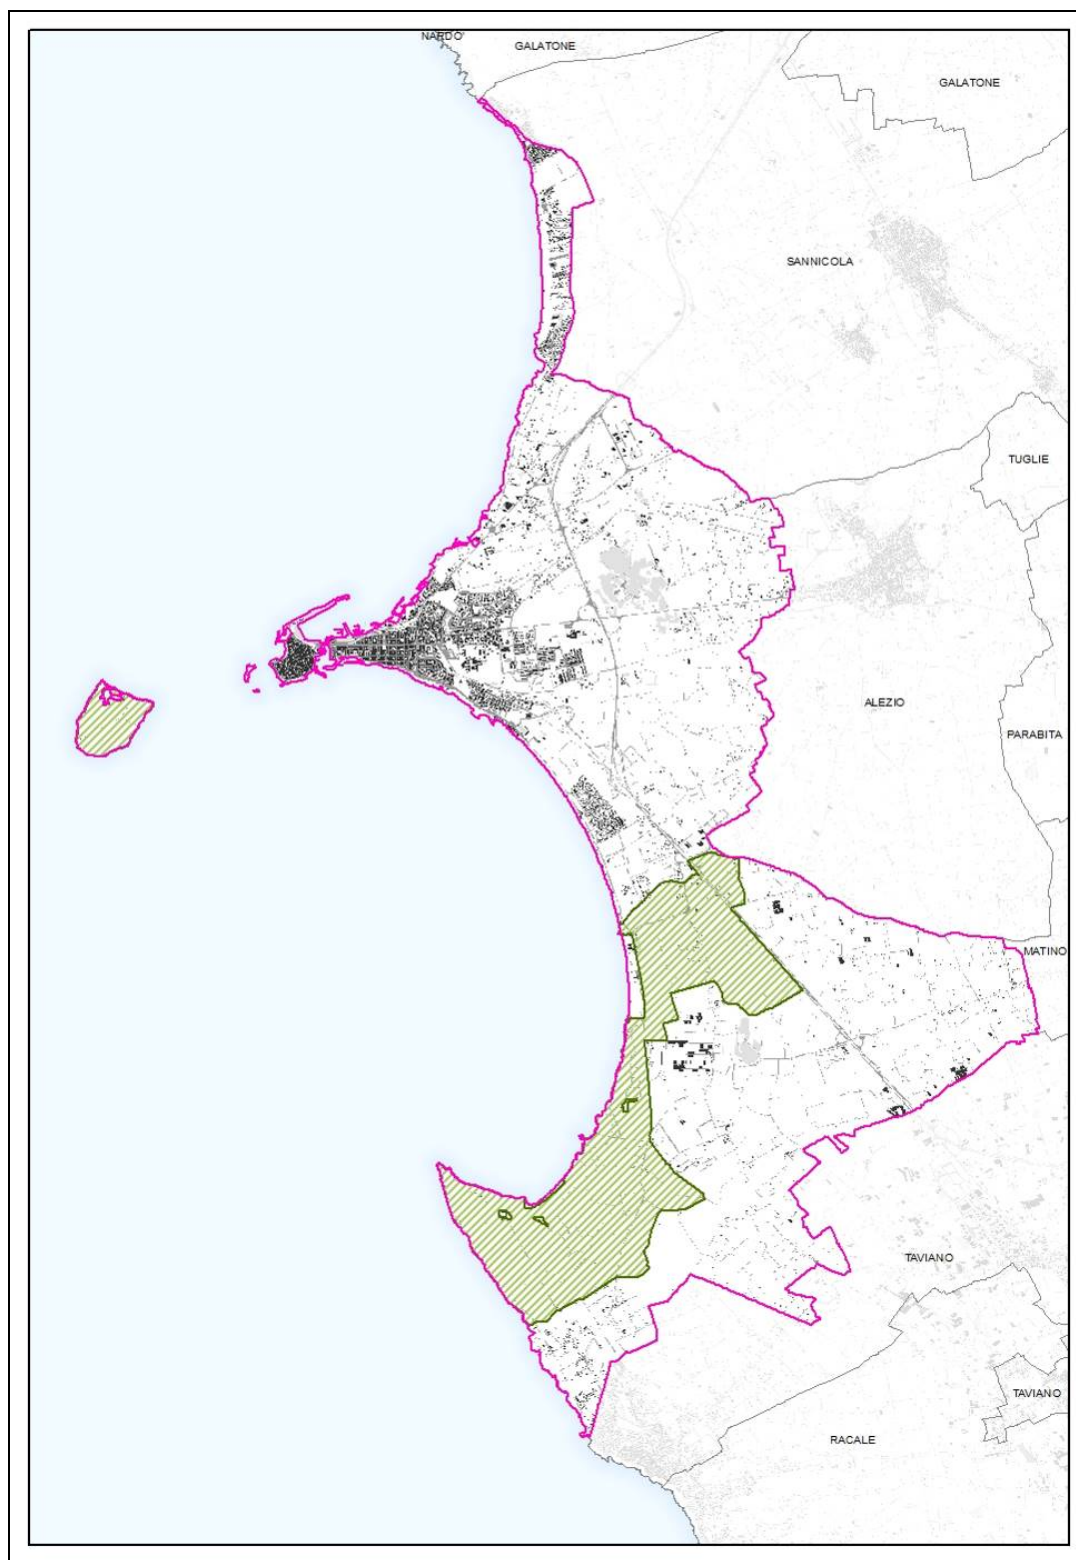 NARDO'
GALATONE
GALATONE
SANNICOLA
TUGLIE
ALEZIO
PARABITA
MATINO
TAVIANO
TAVIANO
RACALE